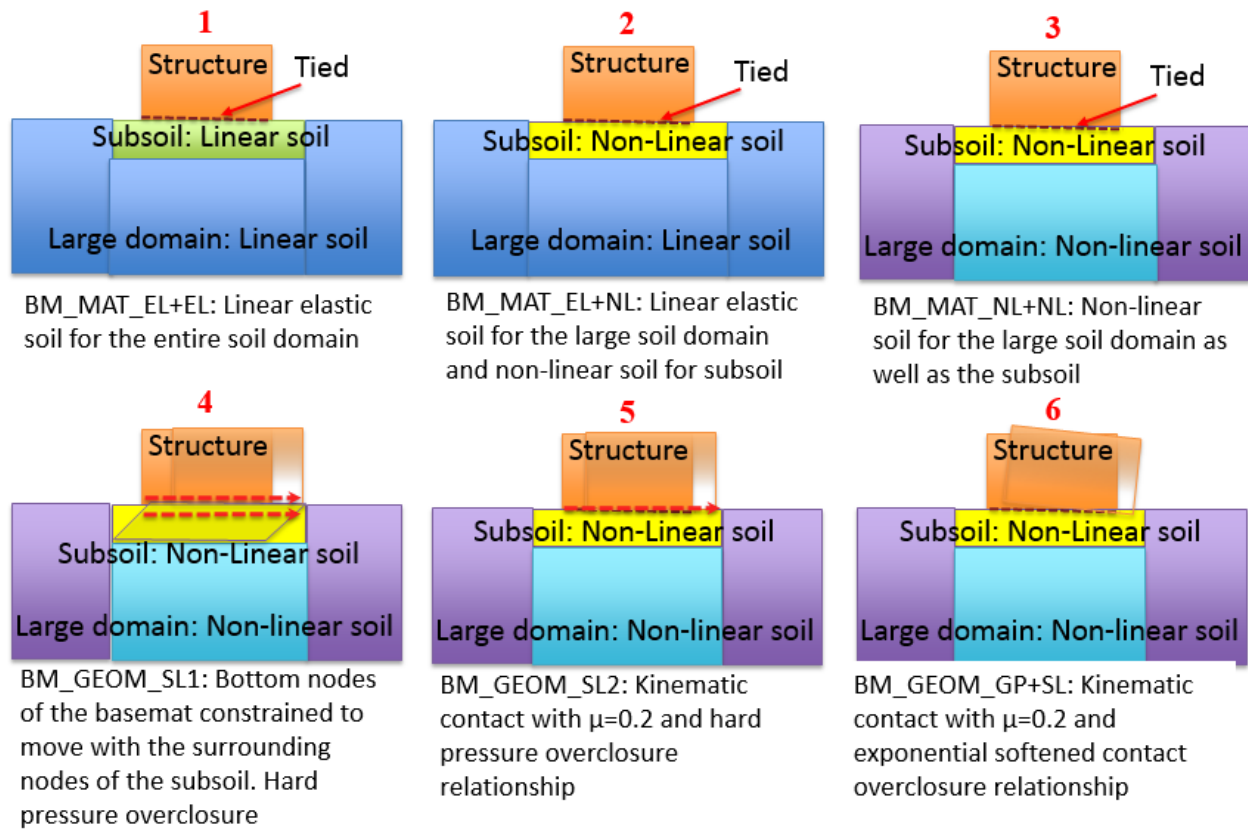 1
Structure
Tied
Subsoil: Linear soil
Large domain: Linear soil
BM_MAT_EL+EL: Linear elastic
soil for the entire soil domain
2
Structure
Tied
Subsoil: Non-Linear soil
Large domain: Linear soil
BM_MAT_EL+NL: Linear elastic
soil for the large soil domain
and non-linear soil for subsoil
3
Structure
Tied
Subsoil: Non-Linear soil
Large domain: Non-linear soil
BM_MAT_NL+NL: Non-linear
soil for the large soil domain as
well as the subsoil
4
Structure
Subsoil: Non-Linear soil
Large domain: Non-linear soil
BM_GEOM_SL1: Bottom nodes
of the basemat constrained to
move with the surrounding
nodes of the subsoil. Hard
pressure overclosure
5
Structure
Subsoil: Non-Linear soil
Large domain: Non-linear soil
BM_GEOM_SL2: Kinematic
contact with μ=0.2 and hard
pressure overclosure
relationship
6
Structure
Subsoil: Non-Linear soil
Large domain: Non-linear soil
BM_GEOM_GP+SL: Kinematic
contact with μ=0.2 and
exponential softened contact
overclosure relationship